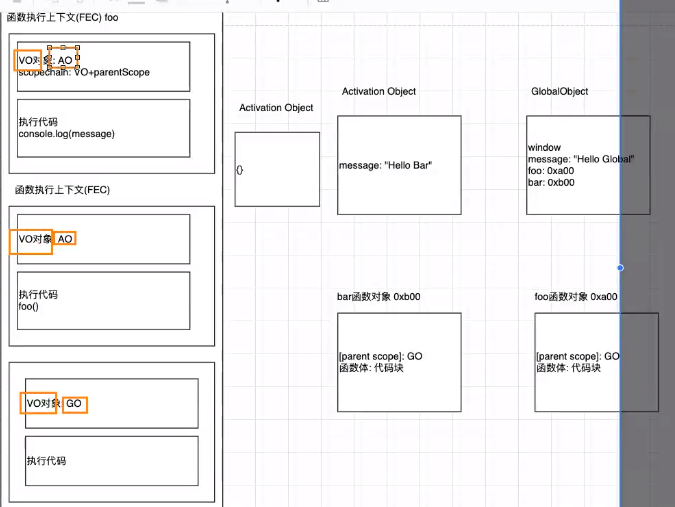 函数执行上下文(FEC) foo
VO对象: AO
scopechain: VO+parentScope
执行代码
console.log(message)
函数执行上下文(FEC)
VO对象: AO
执行代码
foo()
VO对象: GO
执行代码
Activation Object
{}
Activation Object
message: "Hello Bar"
GlobalObject
window
message: "Hello Global"
foo: 0xa00
bar: 0xb00
bar函数对象 0xb00
[parent scope]: GO
函数体: 代码块
foo函数对象 0xa00
[parent scope]: GO
函数体: 代码块